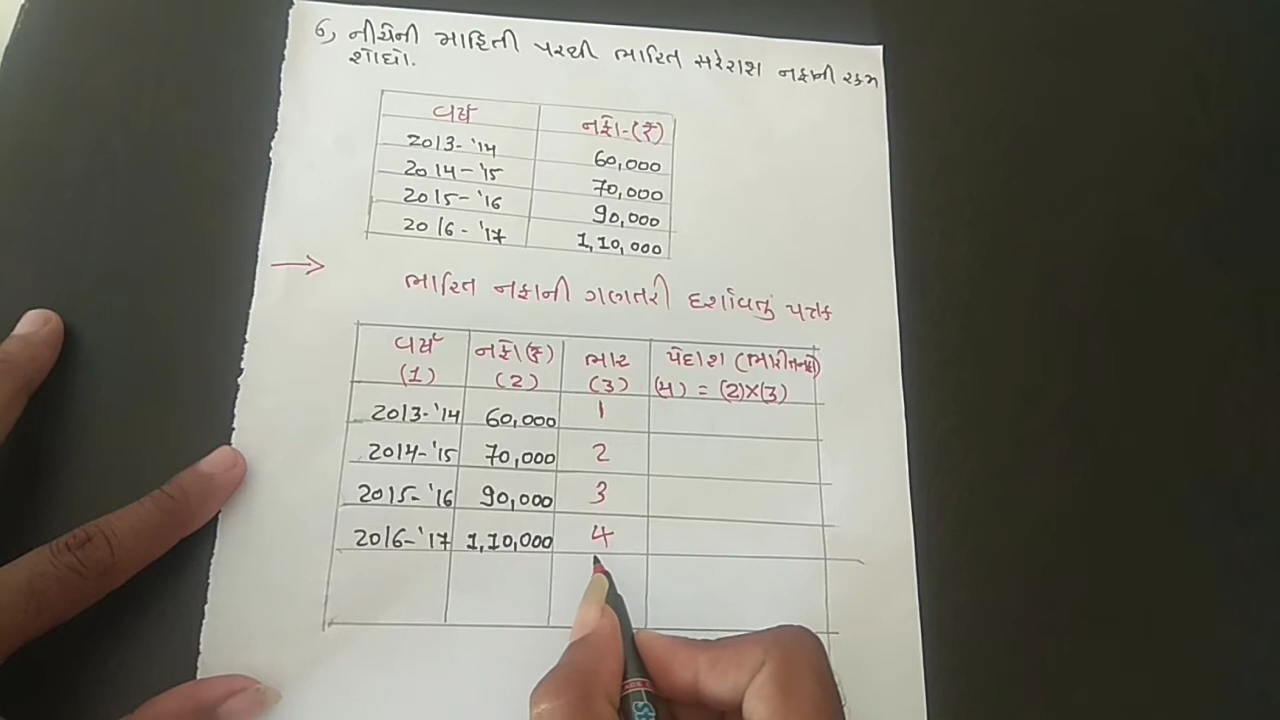 6, નીચેની માહિતી પરથી ભારિત સરેરાશ નફાની રકમ
શોધો.
વર્ષ નફો-(₹)
2013-'14 60,000
2014-'15 70,000
2015-'16 90,000
2016-'17 1,10,000
ભારિત નફાની ગણતરી દર્શાવતું પત્રક
વર્ષ નફો(₹) ભાર પેદાશ (ભારીત નફો)
(1) (2) (3) (4) = (2)X(3)
2013-'14 60,000 1
2014-'15 70,000 2
2015-'16 90,000 3
2016-'17 1,10,000 4